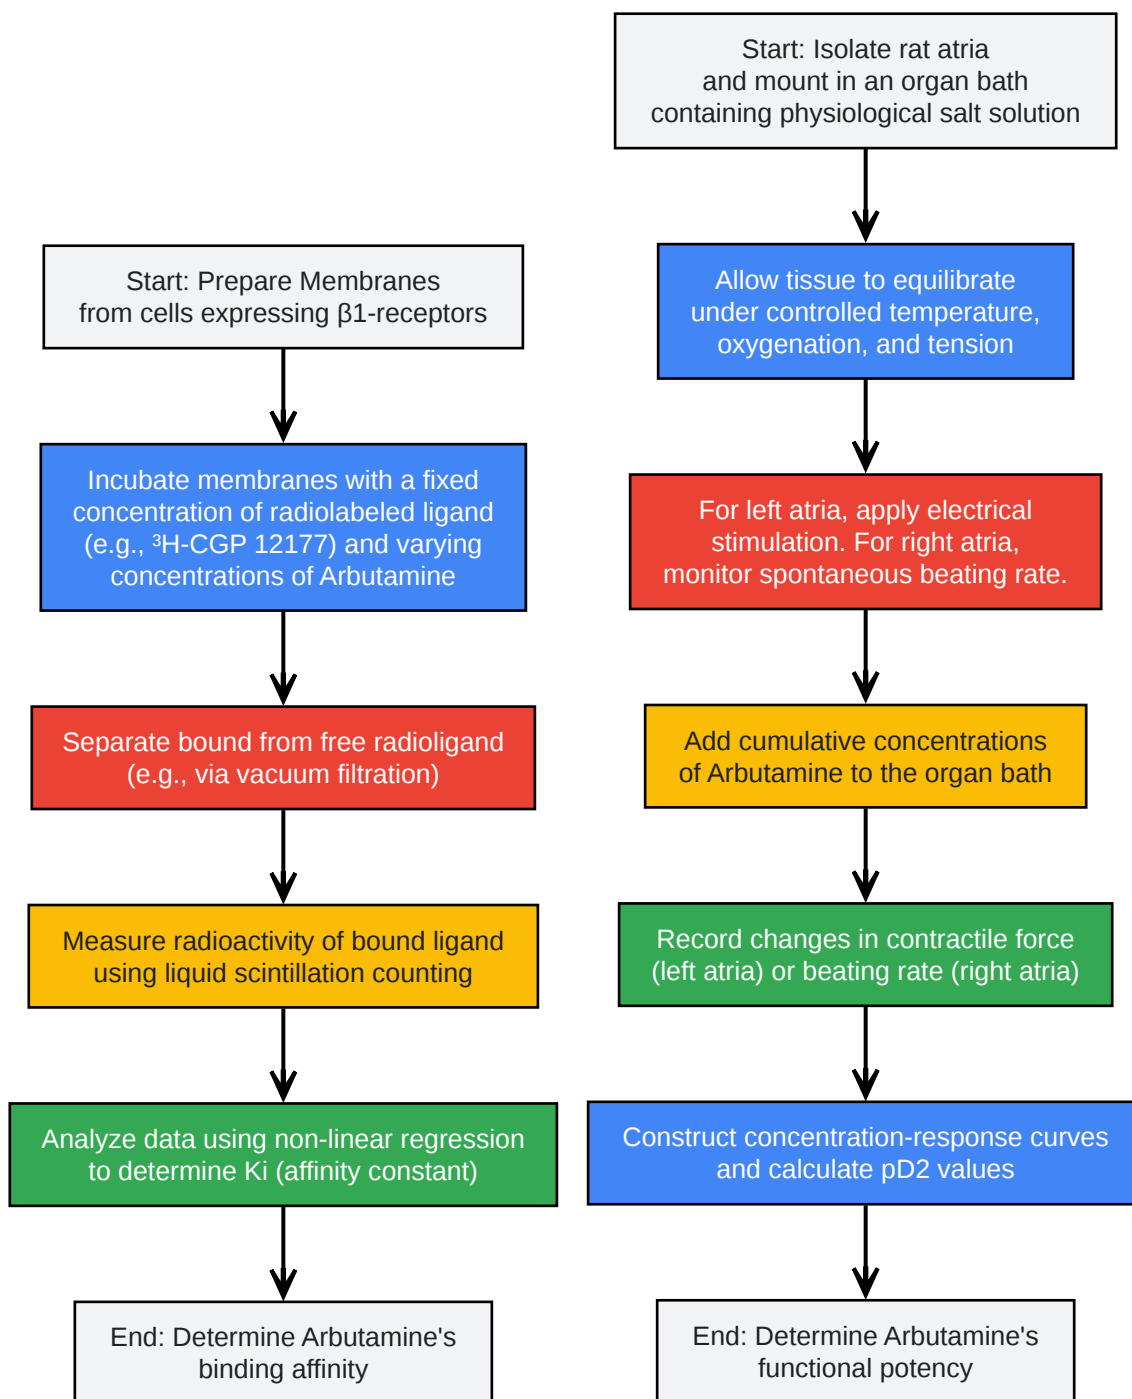 Start: Prepare Membranes
from cells expressing β1-receptors
Incubate membranes with a fixed
concentration of radiolabeled ligand
(e.g., ³H-CGP 12177) and varying
concentrations of Arbutamine
Separate bound from free radioligand
(e.g., via vacuum filtration)
Measure radioactivity of bound ligand
using liquid scintillation counting
Analyze data using non-linear regression
to determine Ki (affinity constant)
End: Determine Arbutamine's
binding affinity
Start: Isolate rat atria
and mount in an organ bath
containing physiological salt solution
Allow tissue to equilibrate
under controlled temperature,
oxygenation, and tension
For left atria, apply electrical
stimulation. For right atria,
monitor spontaneous beating rate.
Add cumulative concentrations
of Arbutamine to the organ bath
Record changes in contractile force
(left atria) or beating rate (right atria)
Construct concentration-response curves
and calculate pD2 values
End: Determine Arbutamine's
functional potency